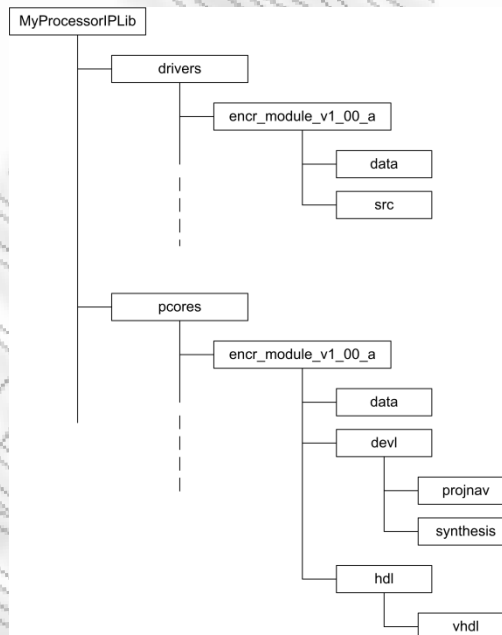 MyProcessorIPLib
drivers
encr_module_v1_00_a
data
src
pcores
encr_module_v1_00_a
data
devl
projnav
synthesis
hdl
vhdl